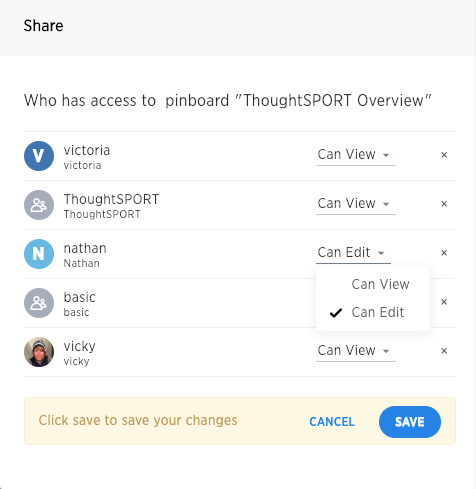 Share
Who has access to pinboard "ThoughtSPORT Overview"
V victoria Can View ×
victoria
ThoughtSPORT Can View ×
ThoughtSPORT
N nathan Can Edit ×
Nathan
Can View
basic ×
basic
Can Edit
vicky Can View ×
vicky
Click save to save your changes CANCEL SAVE